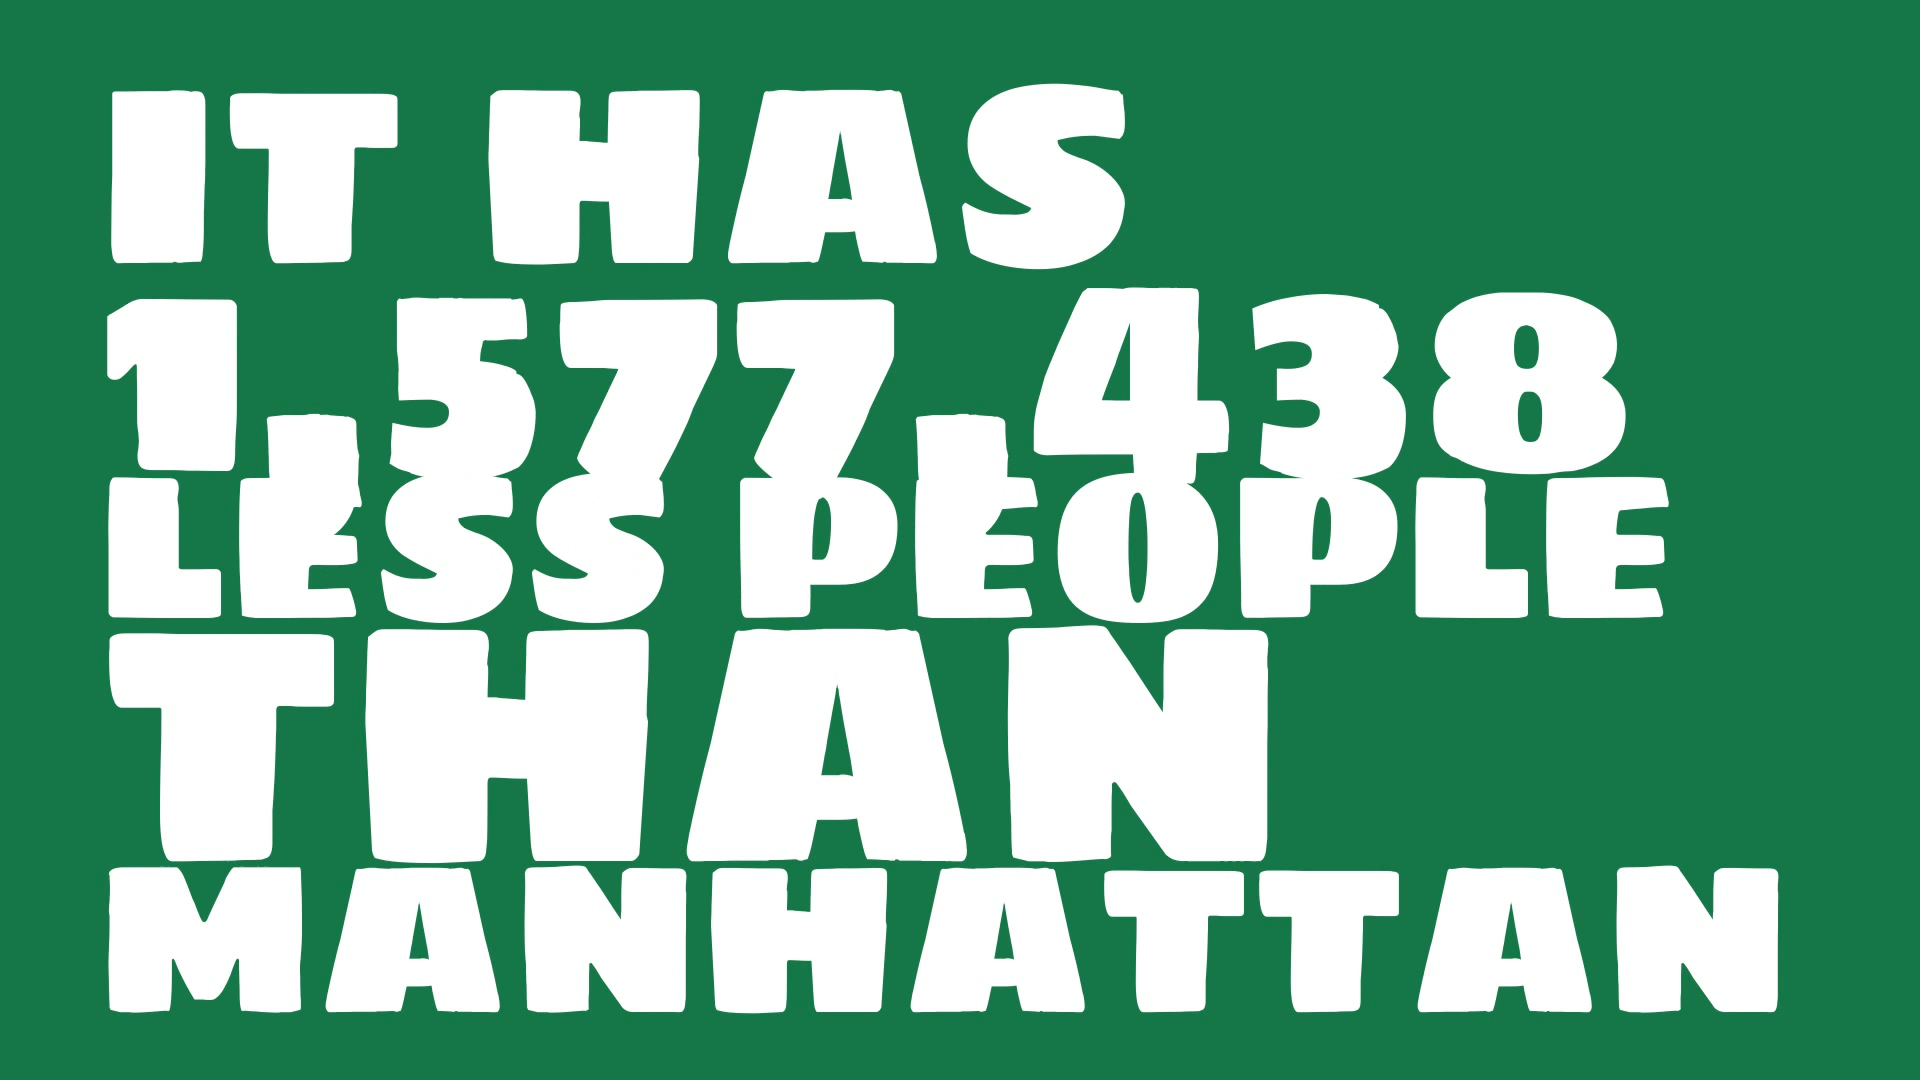 IT HAS
1,577,438
LESS PEOPLE
THAN
MANHATTAN